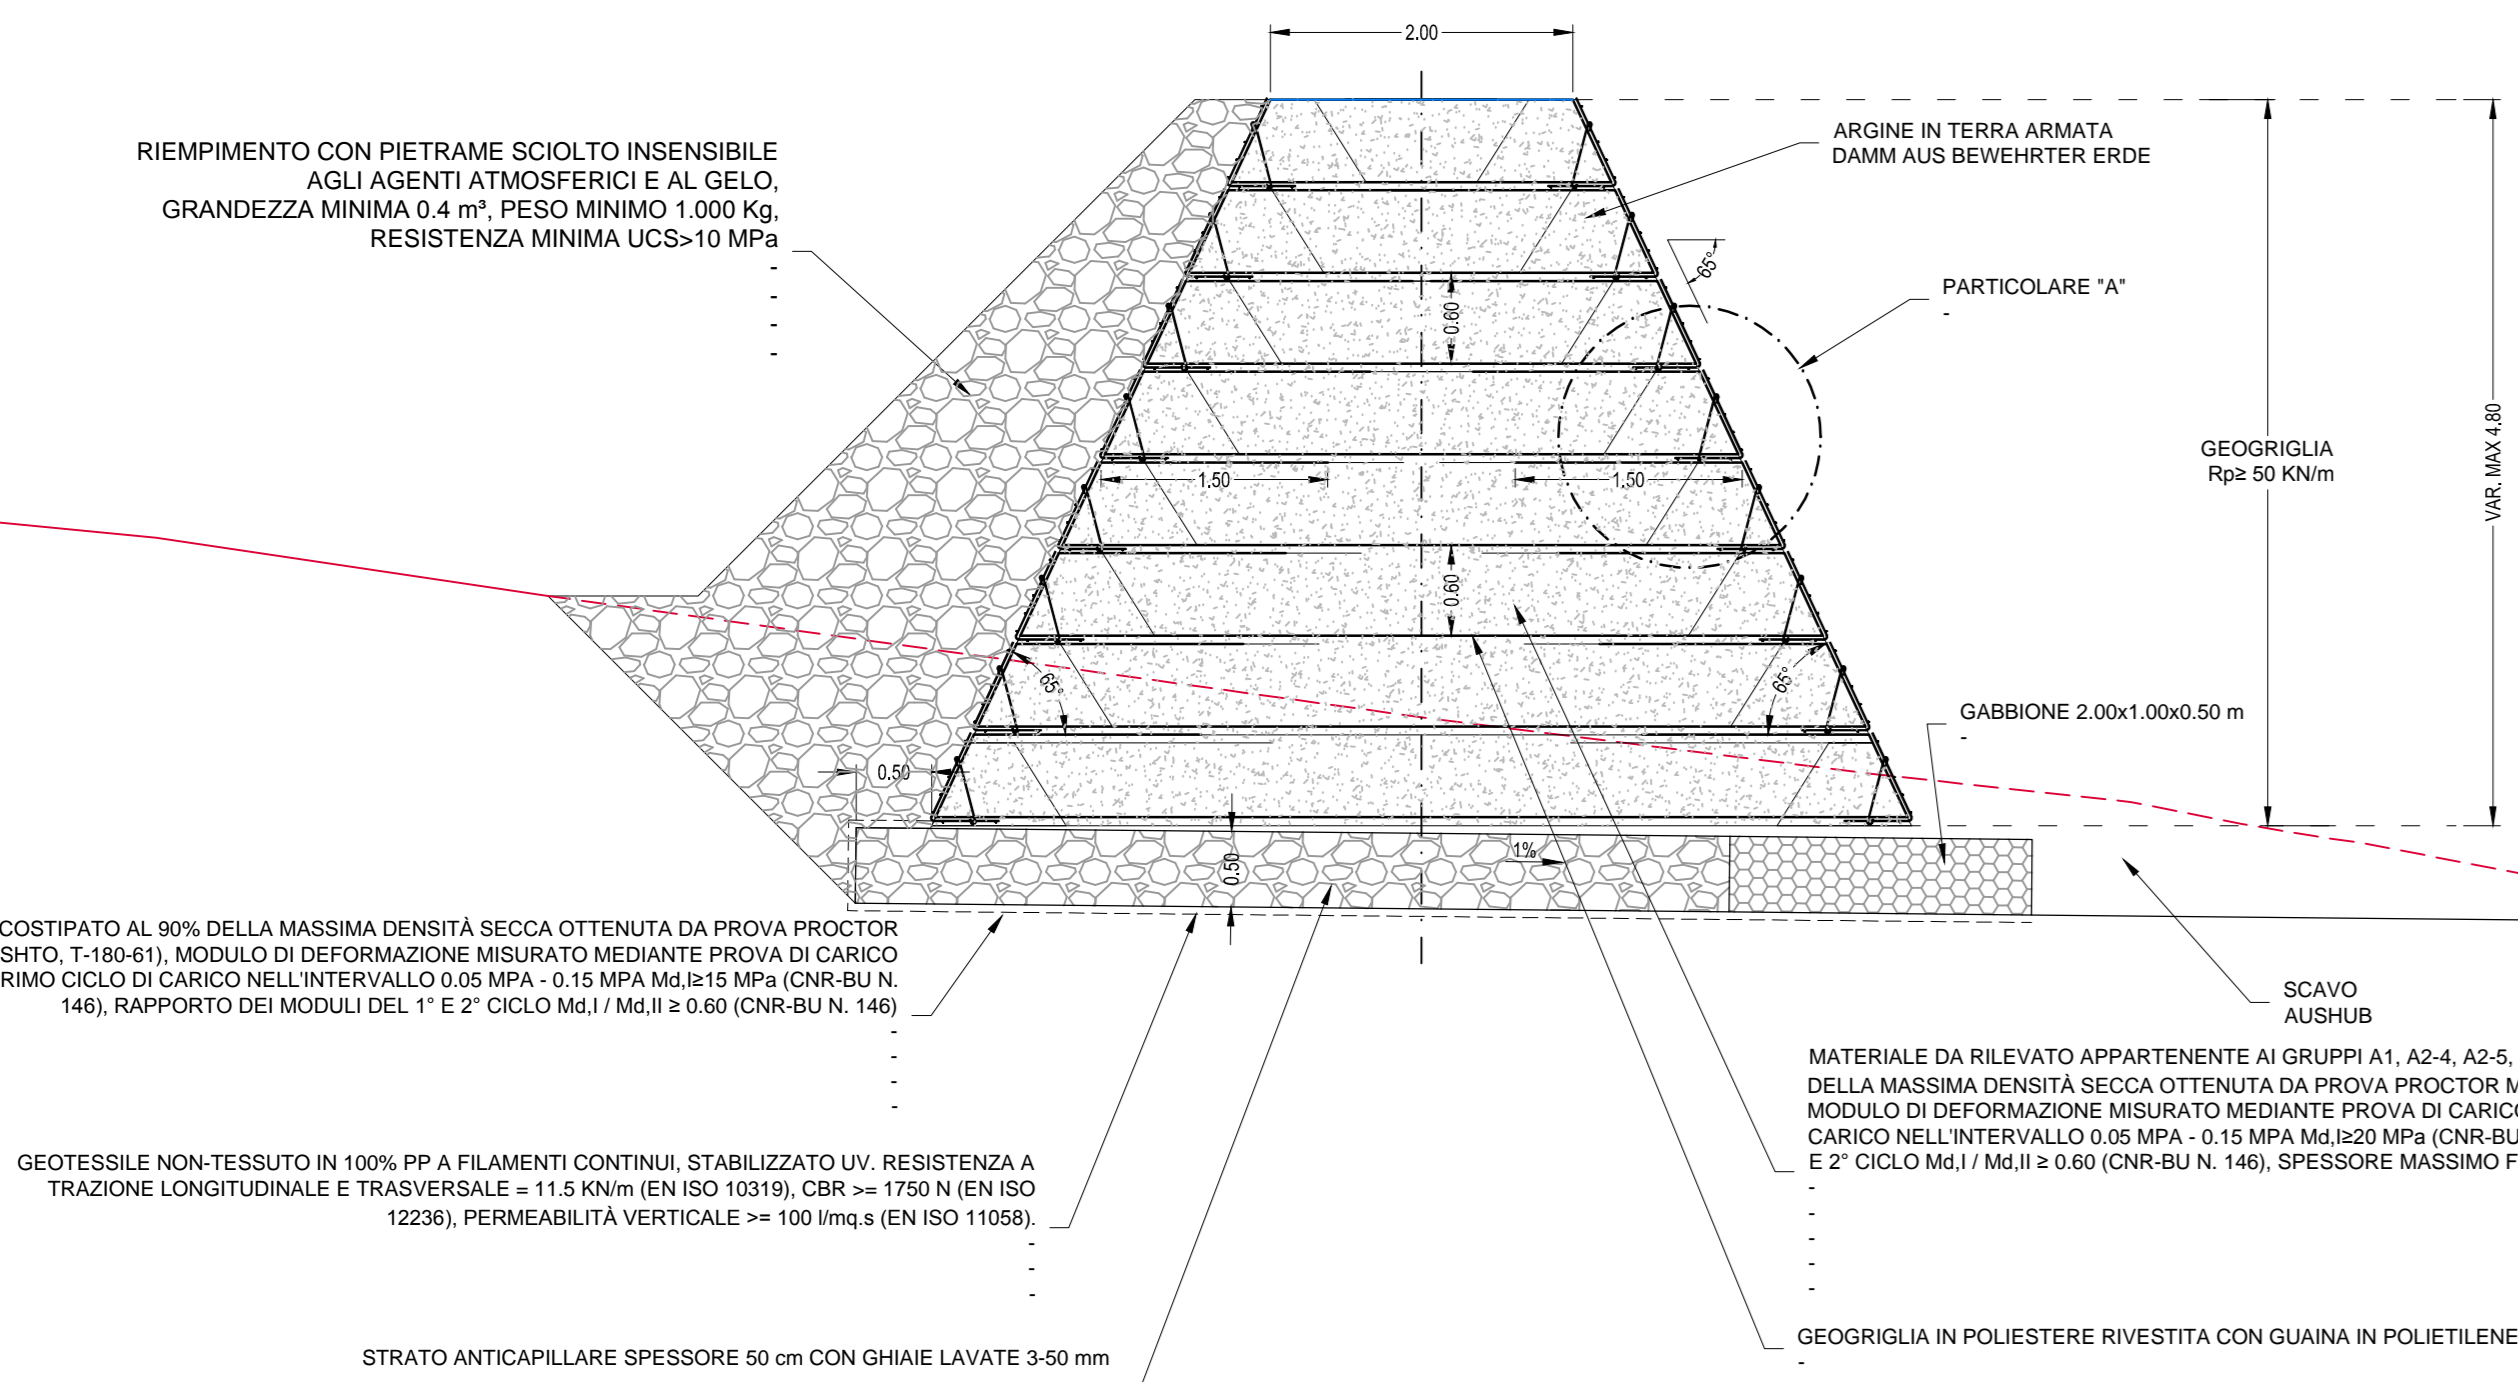 2.00
RIEMPIMENTO CON PIETRAME SCIOLTO INSENSIBILE
AGLI AGENTI ATMOSFERICI E AL GELO,
GRANDEZZA MINIMA 0.4 m³, PESO MINIMO 1.000 Kg,
RESISTENZA MINIMA UCS>10 MPa
-
-
-
-
ARGINE IN TERRA ARMATA
DAMM AUS BEWEHRTER ERDE
65°
PARTICOLARE "A"
-
0.60
GEOGRIGLIA
Rp≥ 50 KN/m
VAR. MAX 4.80
1.50
1.50
0.60
65°
65°
GABBIONE 2.00x1.00x0.50 m
-
0.50
0.50
1%
COSTIPATO AL 90% DELLA MASSIMA DENSITÀ SECCA OTTENUTA DA PROVA PROCTOR
SHTO, T-180-61), MODULO DI DEFORMAZIONE MISURATO MEDIANTE PROVA DI CARICO
RIMO CICLO DI CARICO NELL'INTERVALLO 0.05 MPA - 0.15 MPA Md,I≥15 MPa (CNR-BU N.
146), RAPPORTO DEI MODULI DEL 1° E 2° CICLO Md,I / Md,II ≥ 0.60 (CNR-BU N. 146)
-
-
-
-
SCAVO
AUSHUB
MATERIALE DA RILEVATO APPARTENENTE AI GRUPPI A1, A2-4, A2-5,
DELLA MASSIMA DENSITÀ SECCA OTTENUTA DA PROVA PROCTOR M
MODULO DI DEFORMAZIONE MISURATO MEDIANTE PROVA DI CARICO
CARICO NELL'INTERVALLO 0.05 MPA - 0.15 MPA Md,I≥20 MPa (CNR-BU
E 2° CICLO Md,I / Md,II ≥ 0.60 (CNR-BU N. 146), SPESSORE MASSIMO F
-
-
-
-
-
GEOTESSILE NON-TESSUTO IN 100% PP A FILAMENTI CONTINUI, STABILIZZATO UV. RESISTENZA A
TRAZIONE LONGITUDINALE E TRASVERSALE = 11.5 KN/m (EN ISO 10319), CBR >= 1750 N (EN ISO
12236), PERMEABILITÀ VERTICALE >= 100 l/mq.s (EN ISO 11058).
-
-
-
GEOGRIGLIA IN POLIESTERE RIVESTITA CON GUAINA IN POLIETILENE
-
STRATO ANTICAPILLARE SPESSORE 50 cm CON GHIAIE LAVATE 3-50 mm